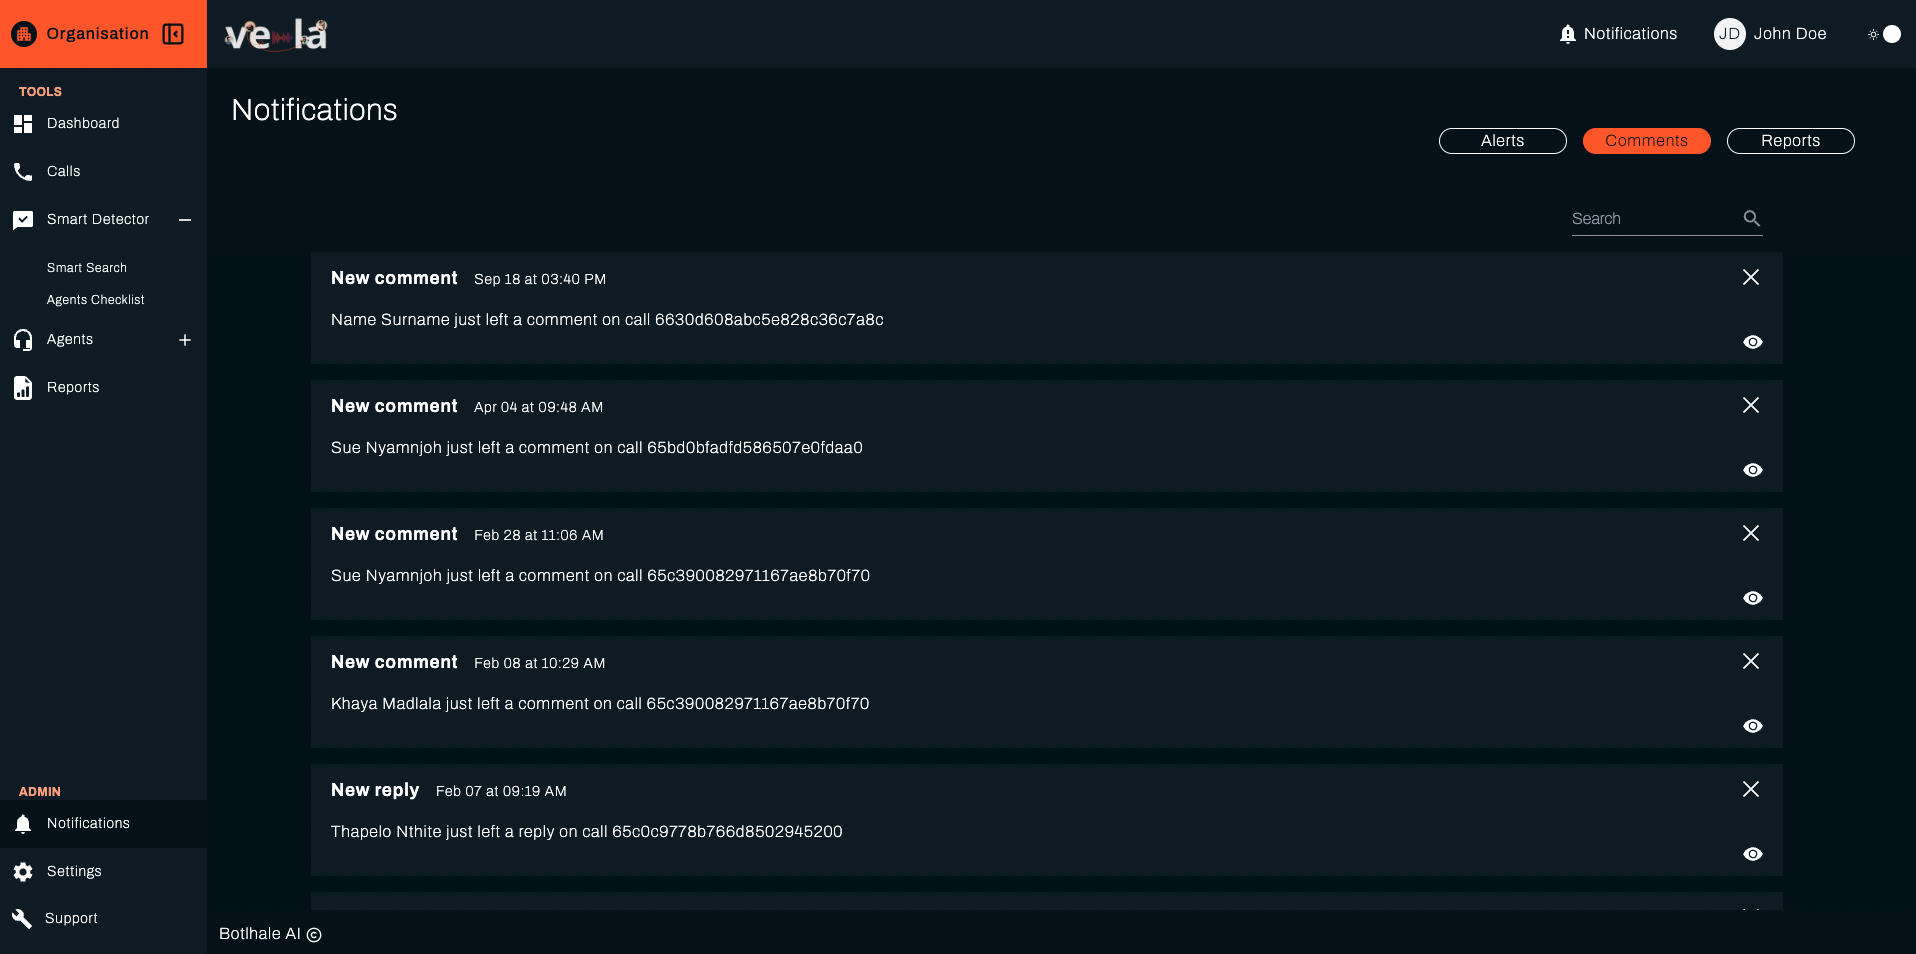 Organisation
vela
Notifications
JD John Doe
TOOLS
Dashboard
Calls
Smart Detector
Smart Search
Agents Checklist
Agents
Reports
ADMIN
Notifications
Settings
Support
Notifications
Alerts
Comments
Reports
Search
New comment Sep 18 at 03:40 PM
Name Surname just left a comment on call 6630d608abc5e828c36c7a8c
New comment Apr 04 at 09:48 AM
Sue Nyamnjoh just left a comment on call 65bd0bfadfd586507e0fdaa0
New comment Feb 28 at 11:06 AM
Sue Nyamnjoh just left a comment on call 65c390082971167ae8b70f70
New comment Feb 08 at 10:29 AM
Khaya Madlala just left a comment on call 65c390082971167ae8b70f70
New reply Feb 07 at 09:19 AM
Thapelo Nthite just left a reply on call 65c0c9778b766d8502945200
Botlhale AI ©